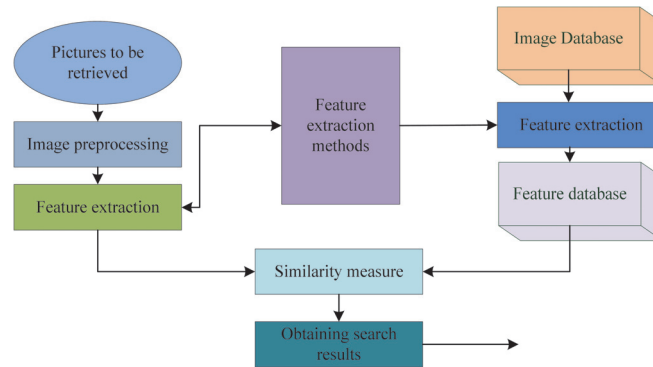 Pictures to be
retrieved
Image preprocessing
Feature extraction
Feature
extraction
methods
Image Database
Feature extraction
Feature database
Similarity measure
Obtaining search
results